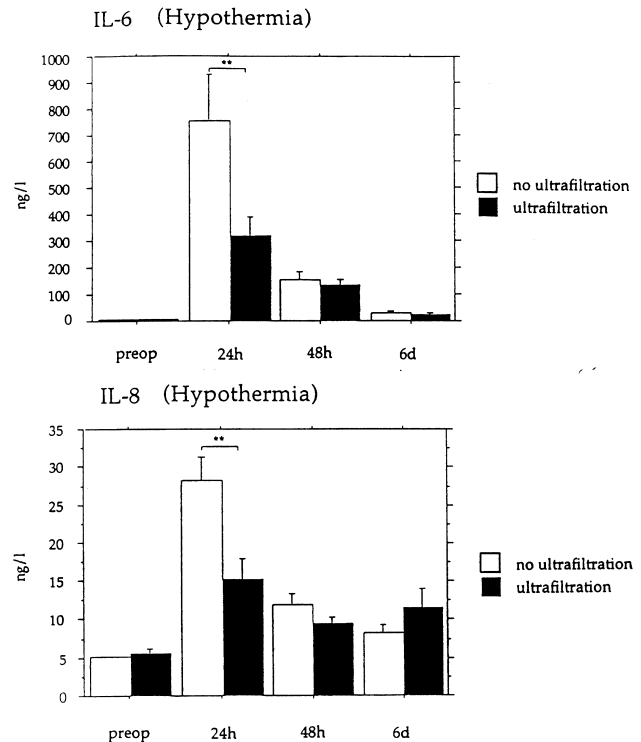 IL-6 (Hypothermia)
1000
900
800
700
600
500
400
300
200
100
0
ng/l
**
no ultrafiltration
ultrafiltration
preop 24h 48h 6d
IL-8 (Hypothermia)
35
30
25
20
15
10
5
0
ng/l
**
no ultrafiltration
ultrafiltration
preop 24h 48h 6d